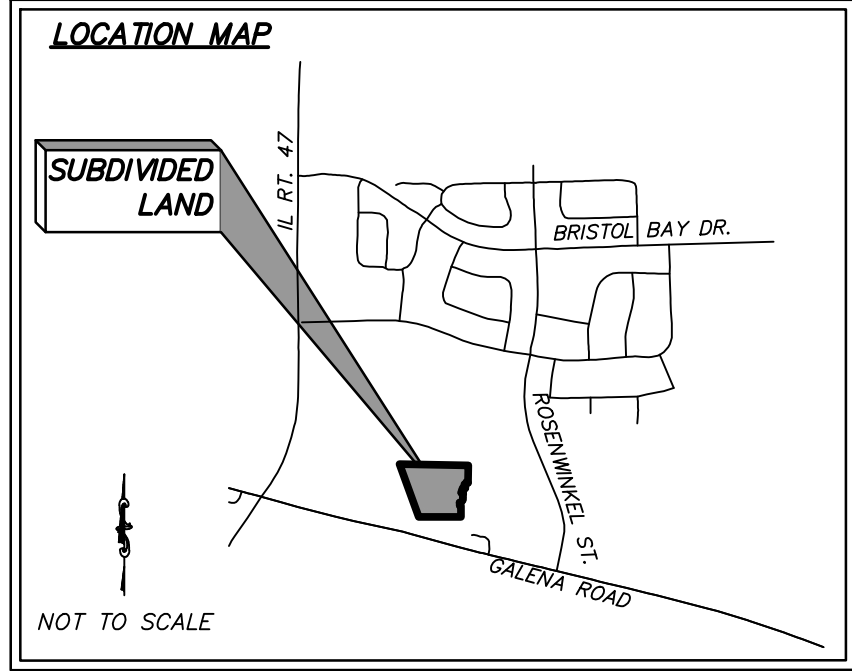 LOCATION MAP
SUBDIVIDED
LAND
IL RT. 47
BRISTOL BAY DR.
ROSENWINKEL ST.
GALENA ROAD
NOT TO SCALE